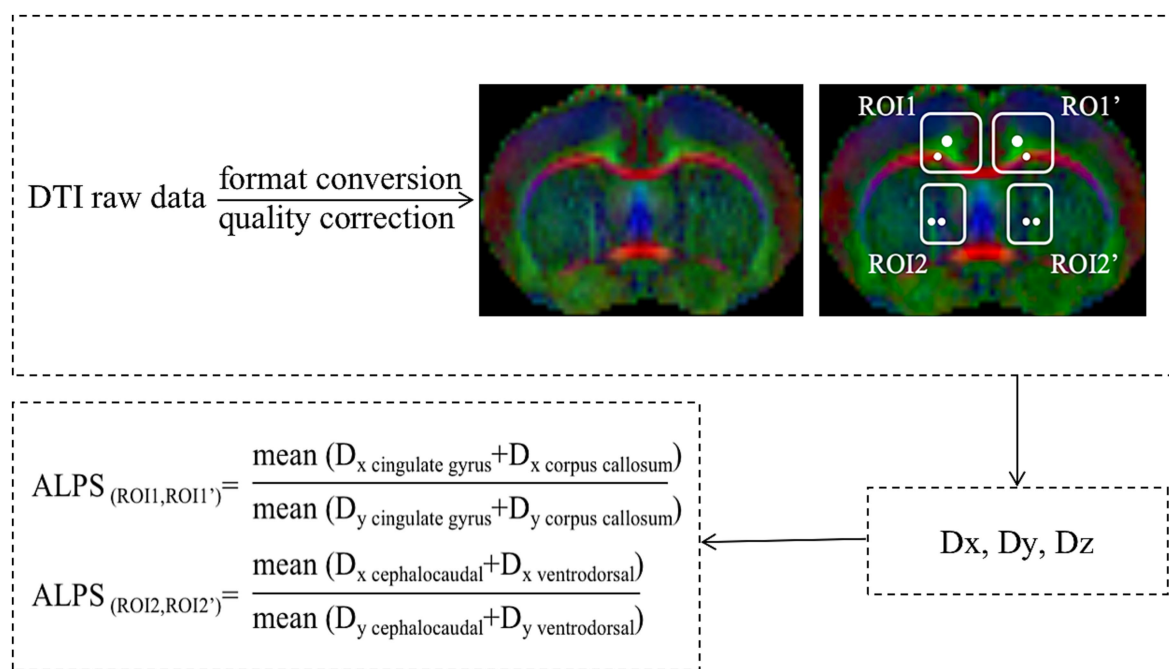 ROI1
RO1’
DTI raw data
format conversion
quality correction
ROI2
ROI2’
ALPS (ROI1,ROI1’)=
mean (Dx cingulate gyrus+Dx corpus callosum)
mean (Dy cingulate gyrus+Dy corpus callosum)
Dx, Dy, Dz
ALPS (ROI2,ROI2’)=
mean (Dx cephalocaudal+Dx ventrodorsal)
mean (Dy cephalocaudal+Dy ventrodorsal)